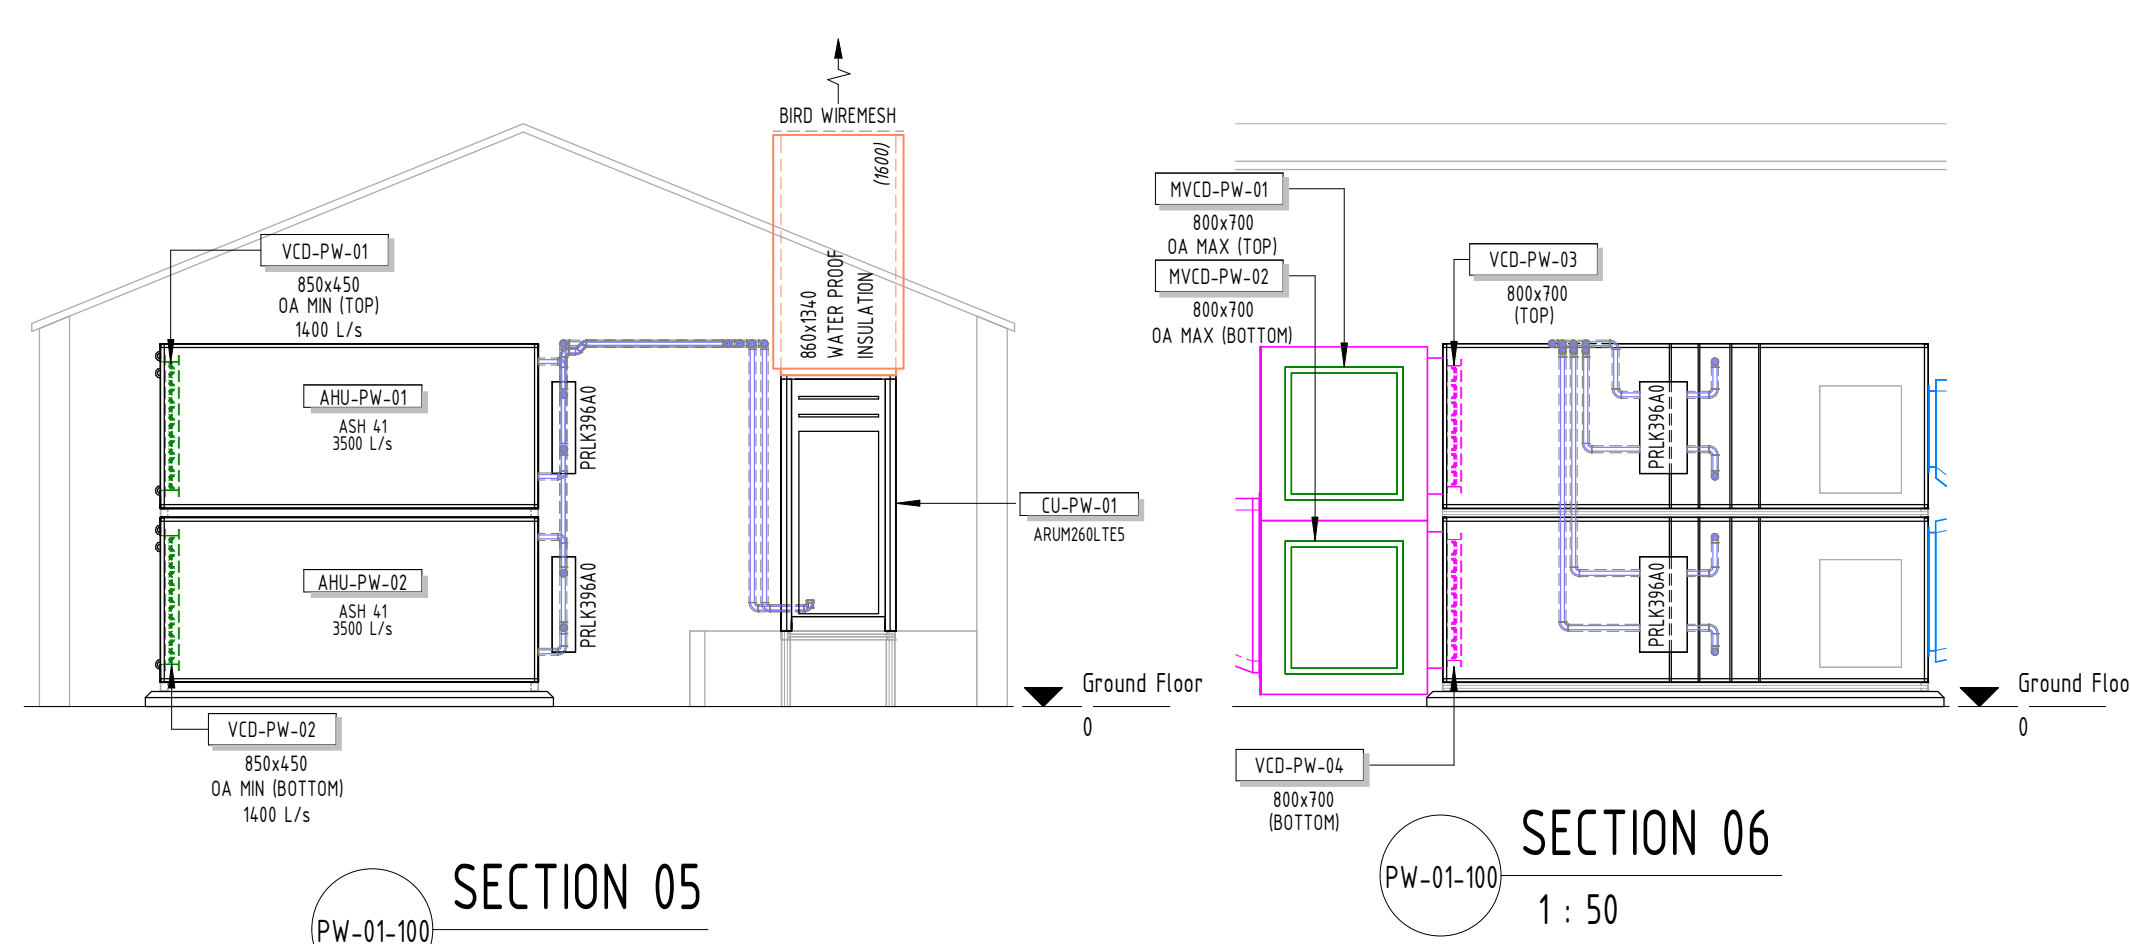 BIRD WIREMESH
(1600)
860x1340
WATER PROOF
INSULATION
VCD-PW-01
850x450
OA MIN (TOP)
1400 L/s
AHU-PW-01
ASH 41
3500 L/s
PRLK396A0
AHU-PW-02
ASH 41
3500 L/s
PRLK396A0
CU-PW-01
ARUM260LTE5
VCD-PW-02
850x450
OA MIN (BOTTOM)
1400 L/s
Ground Floor
0
SECTION 05
PW-01-100
MVCD-PW-01
800x700
OA MAX (TOP)
MVCD-PW-02
800x700
OA MAX (BOTTOM)
VCD-PW-03
800x700
(TOP)
PRLK396A0
PRLK396A0
VCD-PW-04
800x700
(BOTTOM)
Ground Floo
0
SECTION 06
PW-01-100
1 : 50